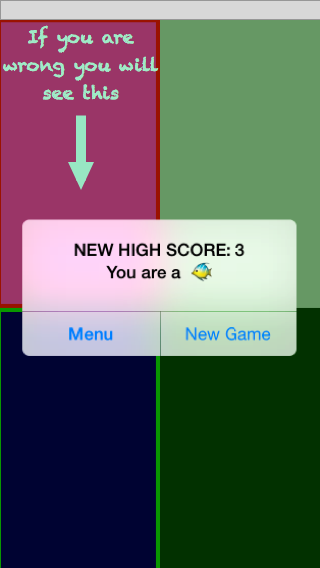 If you are
wrong you will
see this
NEW HIGH SCORE: 3
You are a 🐠
Menu
New Game